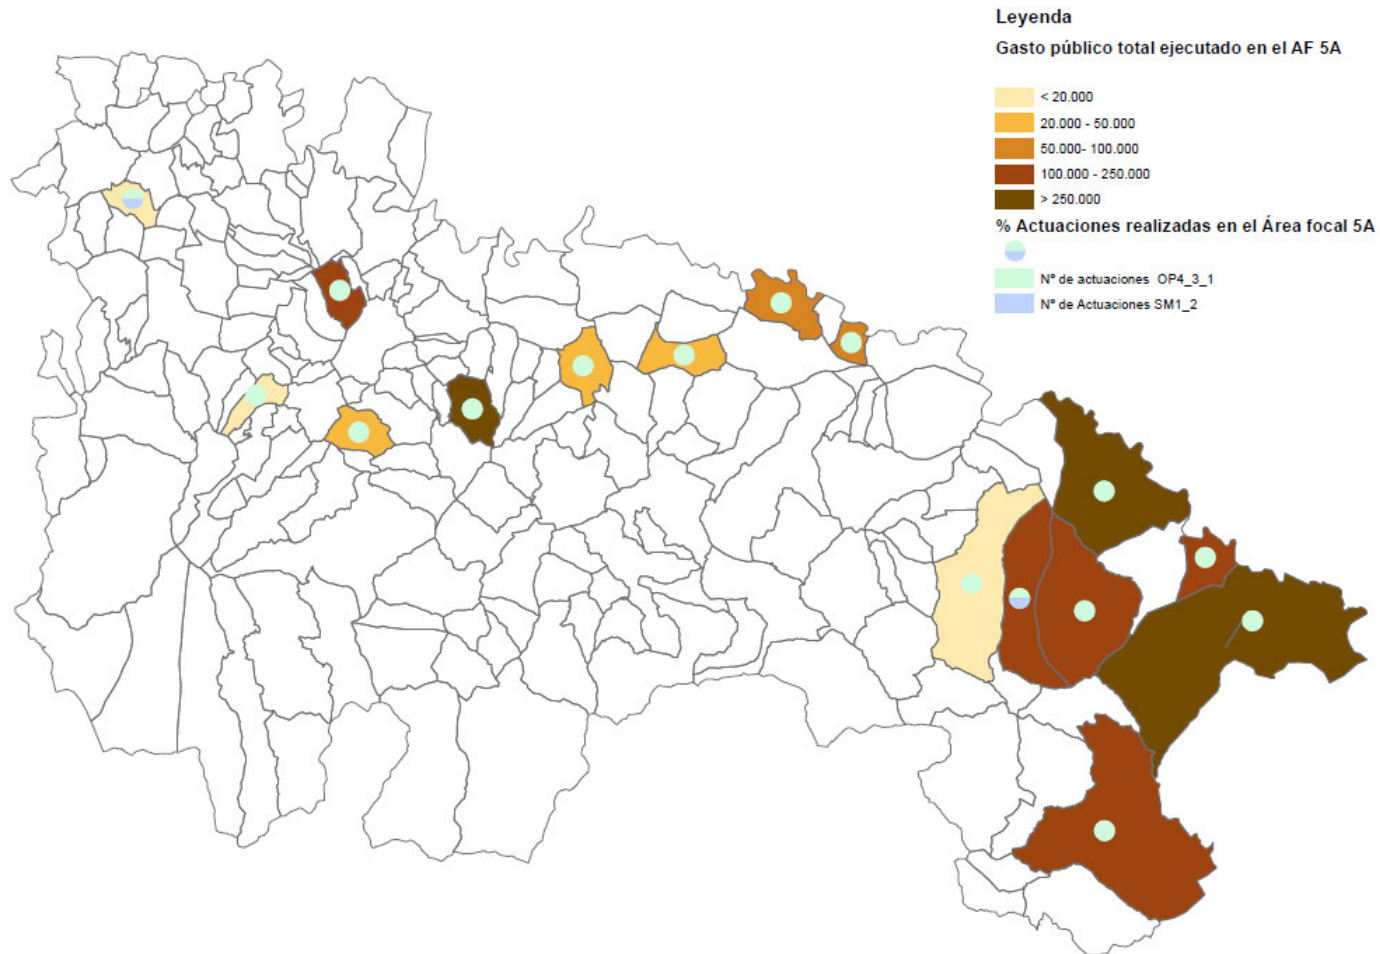 Leyenda
Gasto público total ejecutado en el AF 5A
< 20.000
20.000 - 50.000
50.000- 100.000
100.000 - 250.000
> 250.000
% Actuaciones realizadas en el Área focal 5A
Nº de actuaciones OP4_3_1
Nº de Actuaciones SM1_2